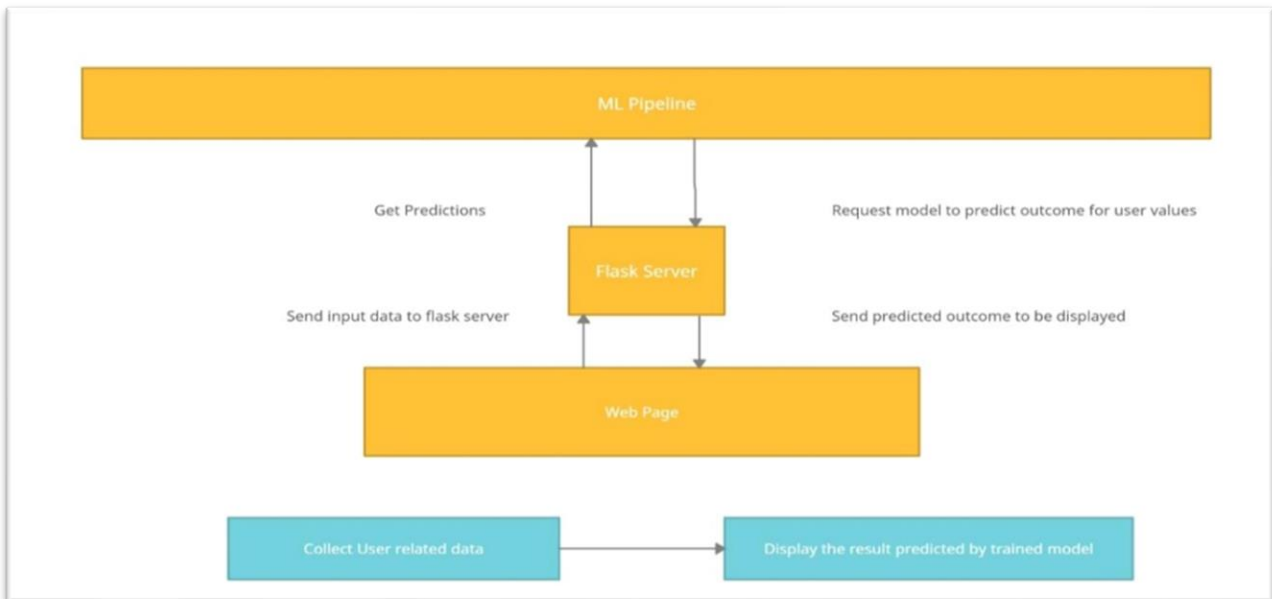 ML Pipeline
Get Predictions
Request model to predict outcome for user values
Flask Server
Send input data to flask server
Send predicted outcome to be displayed
Web Page
Collect User related data
Display the result predicted by trained model